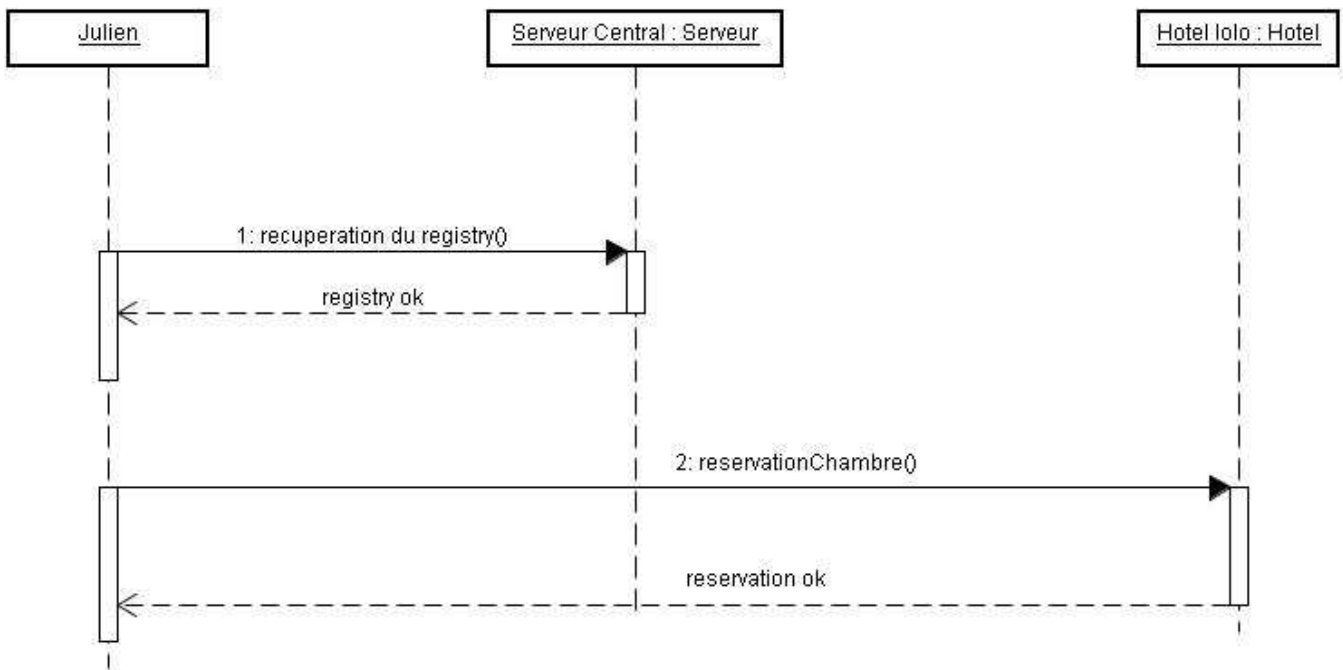 Julien
Serveur Central : Serveur
Hotel lolo : Hotel
1: recuperation du registry()
registry ok
2: reservationChambre()
reservation ok